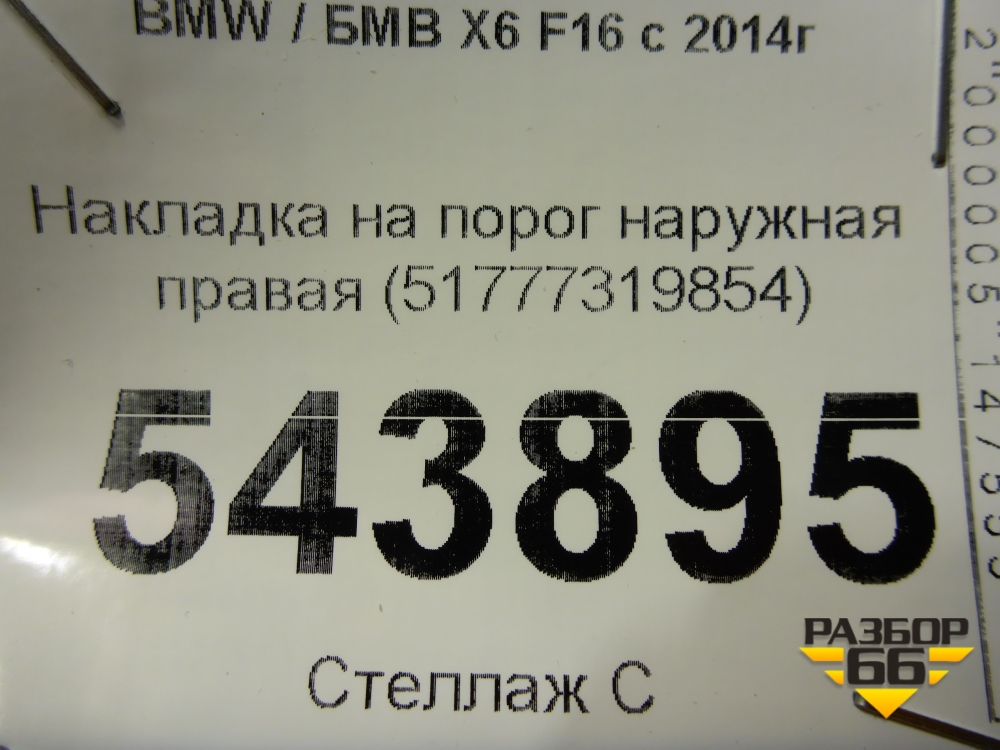 BMW / БМВ X6 F16 с 2014г
Накладка на порог наружная
правая (51777319854)
543895
Стеллаж С
РАЗБОР
66